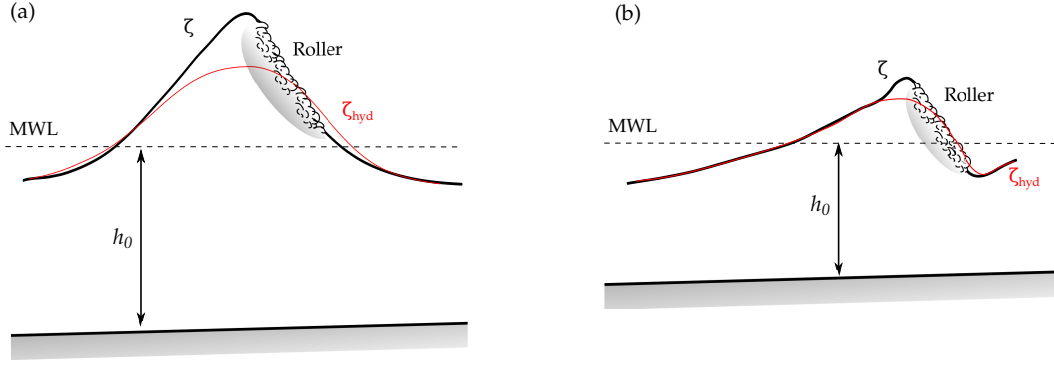 (a)
ζ
Roller
ζhyd
MWL
h0
(b)
ζ
Roller
MWL
ζhyd
h0